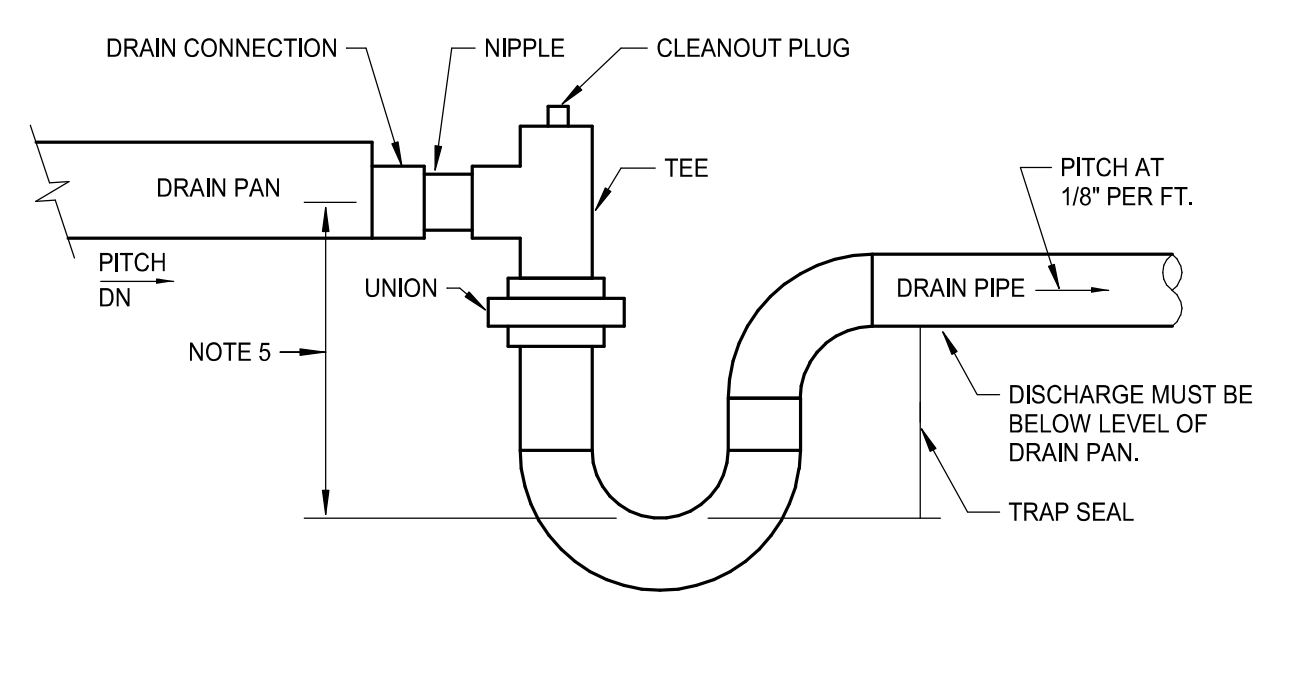 DRAIN CONNECTION
NIPPLE
CLEANOUT PLUG
DRAIN PAN
TEE
PITCH AT
1/8" PER FT.
PITCH
DN
UNION
DRAIN PIPE
NOTE 5
DISCHARGE MUST BE
BELOW LEVEL OF
DRAIN PAN.
TRAP SEAL